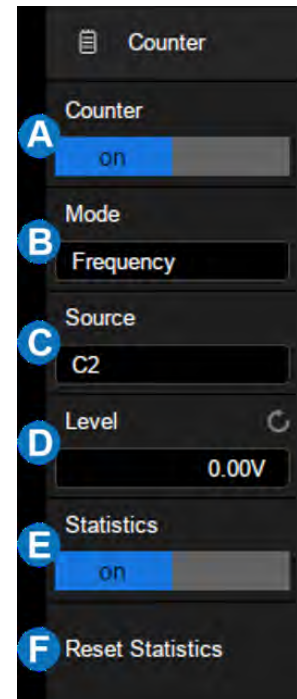 Counter
Counter
A
on
Mode
B
Frequency
Source
C
C2
Level
D
0.00V
Statistics
E
on
F Reset Statistics